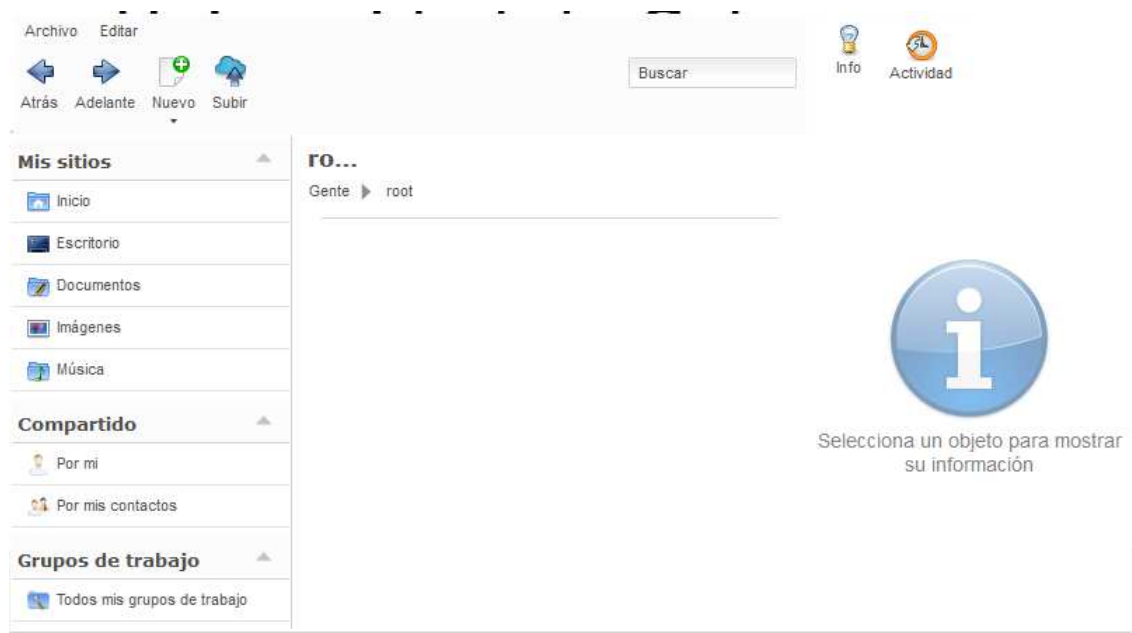 Archivo Editar
Atrás Adelante Nuevo Subir
Buscar
Info Actividad
Mis sitios
Inicio
Escritorio
Documentos
Imágenes
Música
Compartido
Por mi
Por mis contactos
Grupos de trabajo
Todos mis grupos de trabajo
ro...
Gente root
Selecciona un objeto para mostrar
su información